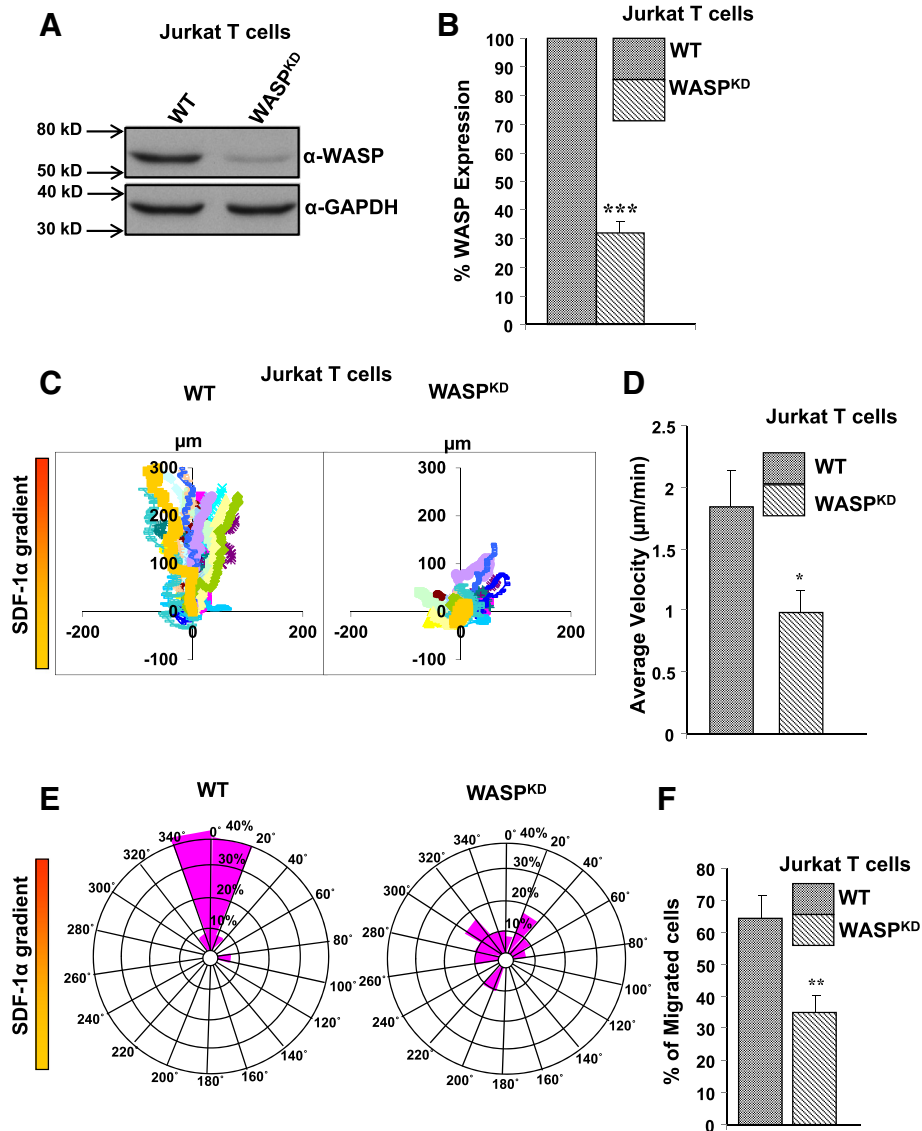 A
Jurkat T cells
WT
WASPKD
80 kD
50 kD
40 kD
30 kD
α-WASP
α-GAPDH
B
Jurkat T cells
WT
WASPKD
% WASP Expression
100
90
80
70
60
50
40
30
20
10
0
***
C
Jurkat T cells
WT
WASPKD
SDF-1α gradient
µm
300
200
100
0
-100
-200
0
200
µm
300
200
100
0
-100
-200
0
200
D
Jurkat T cells
WT
WASPKD
Average Velocity (µm/min)
2.5
2
1.5
1
0.5
0
*
E
WT
SDF-1α gradient
0˚
20˚
40˚
60˚
80˚
100˚
120˚
140˚
160˚
180˚
200˚
220˚
240˚
260˚
280˚
300˚
320˚
340˚
40%
30%
20%
10%
WASPKD
0˚
20˚
40˚
60˚
80˚
100˚
120˚
140˚
160˚
180˚
200˚
220˚
240˚
260˚
280˚
300˚
320˚
340˚
40%
30%
20%
10%
F
Jurkat T cells
WT
WASPKD
% of Migrated cells
80
70
60
50
40
30
20
10
0
**